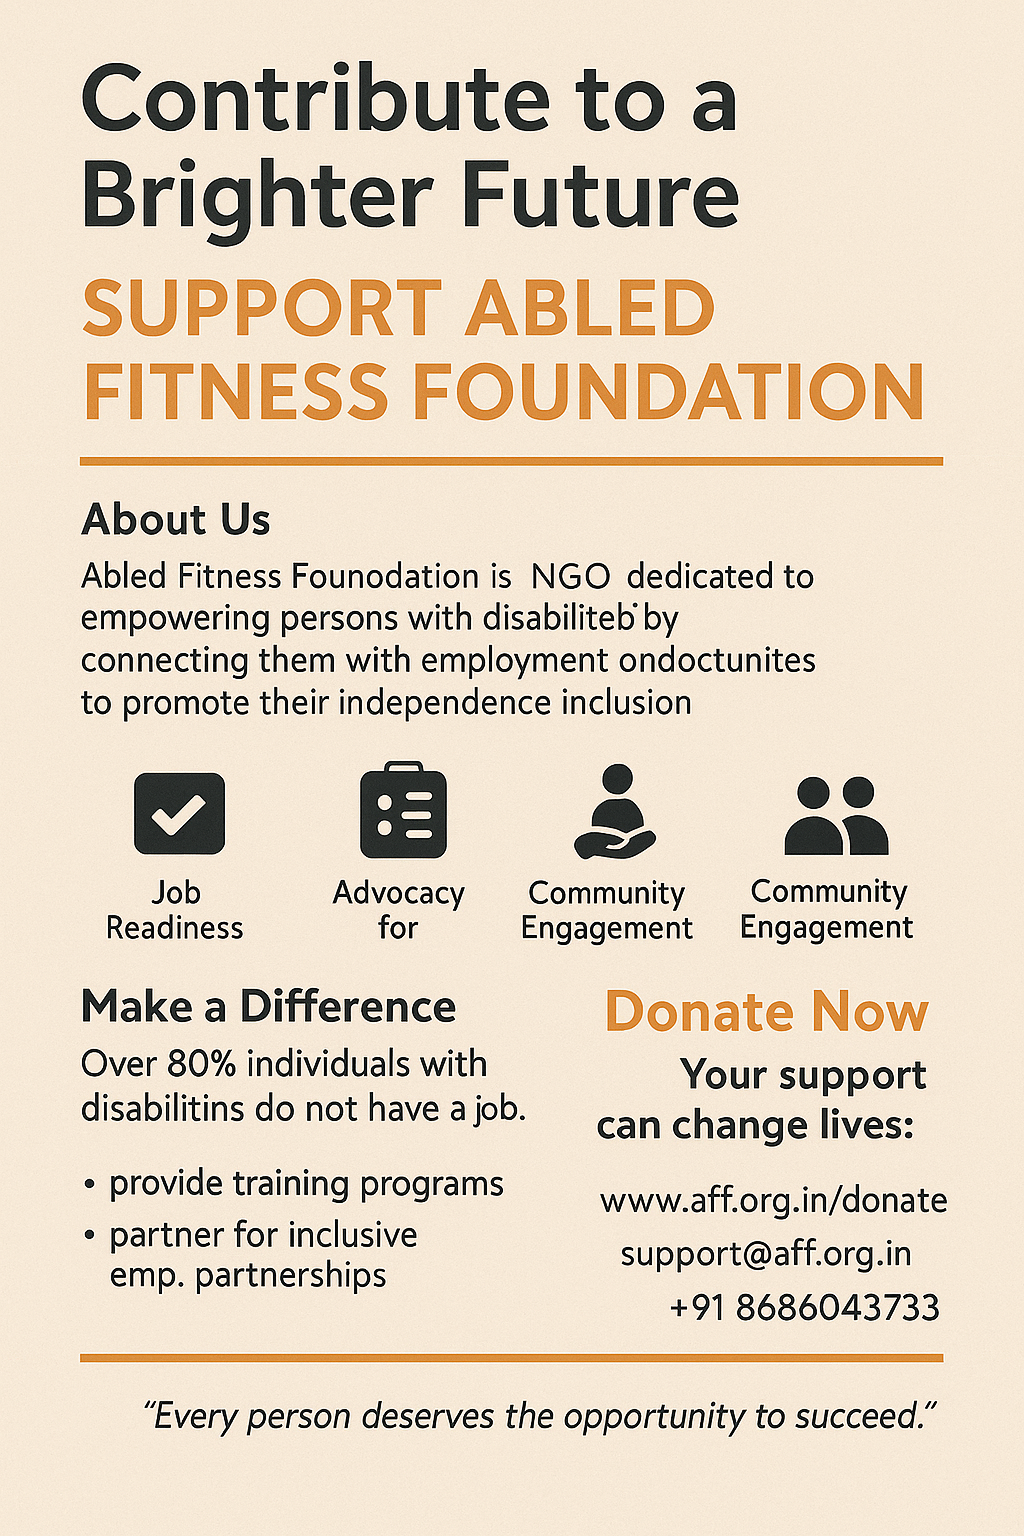 Contribute to a
Brighter Future
SUPPORT ABLED
FITNESS FOUNDATION
About Us
Abled Fitness Founodation is NGO dedicated to
empowering persons with disabiliteb by
connecting them with employment ondoctunites
to promote their independence inclusion
Job
Readiness
Advocacy
for
Community
Engagement
Community
Engagement
Make a Difference
Over 80% individuals with
disabilitins do not have a job.
• provide training programs
• partner for inclusive
emp. partnerships
Donate Now
Your support
can change lives:
www.aff.org.in/donate
support@aff.org.in
+91 8686043733
“Every person deserves the opportunity to succeed.”